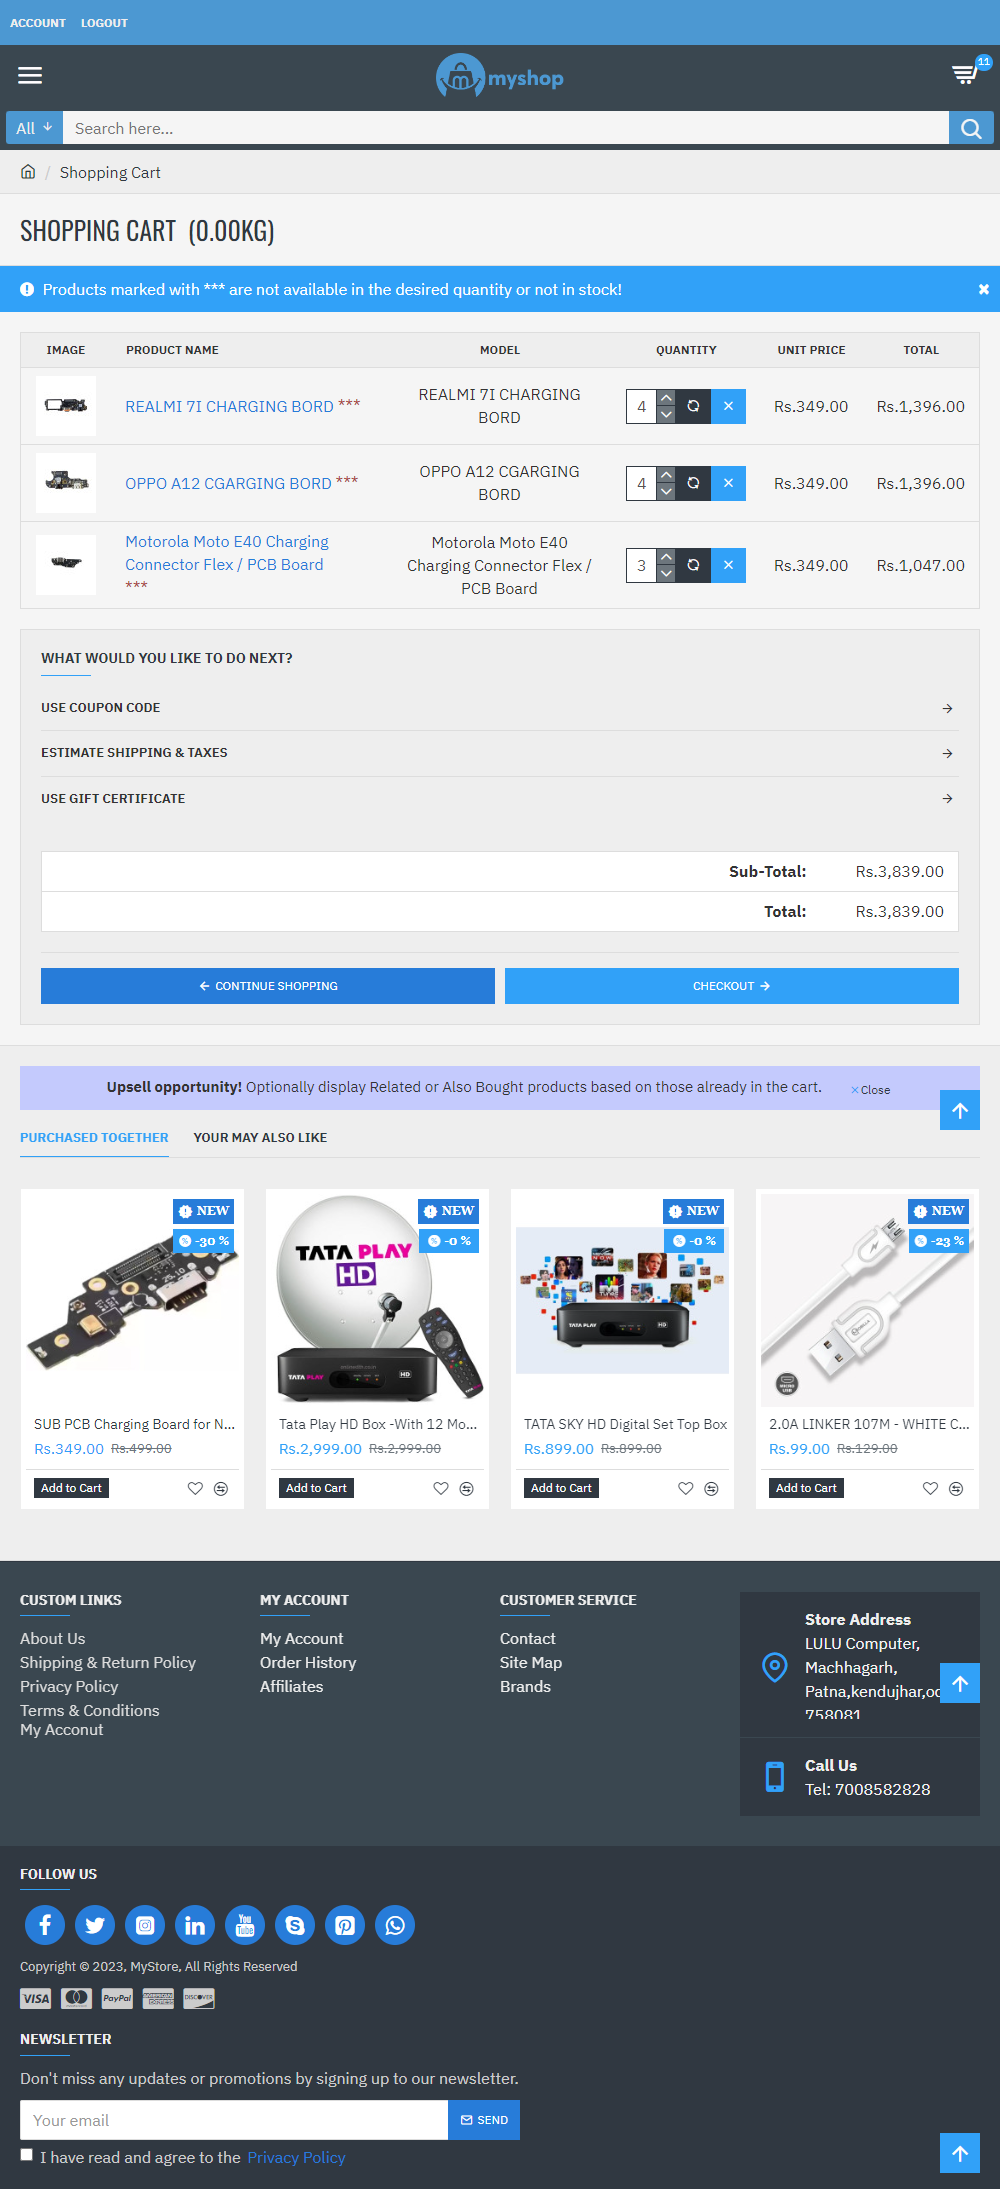 ACCOUNT LOGOUT
myshop
11
All Search here...
/ Shopping Cart
SHOPPING CART (0.00KG)
Products marked with *** are not available in the desired quantity or not in stock!
IMAGE PRODUCT NAME MODEL QUANTITY UNIT PRICE TOTAL
REALMI 7I CHARGING BORD *** REALMI 7I CHARGING BORD 4 Rs.349.00 Rs.1,396.00
OPPO A12 CGARGING BORD *** OPPO A12 CGARGING BORD 4 Rs.349.00 Rs.1,396.00
Motorola Moto E40 Charging Connector Flex / PCB Board *** Motorola Moto E40 Charging Connector Flex / PCB Board 3 Rs.349.00 Rs.1,047.00
WHAT WOULD YOU LIKE TO DO NEXT?
USE COUPON CODE
ESTIMATE SHIPPING & TAXES
USE GIFT CERTIFICATE
Sub-Total: Rs.3,839.00
Total: Rs.3,839.00
CONTINUE SHOPPING CHECKOUT
Upsell opportunity! Optionally display Related or Also Bought products based on those already in the cart. Close
PURCHASED TOGETHER YOUR MAY ALSO LIKE
NEW NEW NEW NEW
-30 % -0 % -0 % -23 %
TATA PLAY
HD
TATA PLAY HD
TATA PLAY HD
MICRO USB
SUB PCB Charging Board for N... Tata Play HD Box -With 12 Mo... TATA SKY HD Digital Set Top Box 2.0A LINKER 107M - WHITE C...
Rs.349.00 Rs.499.00 Rs.2,999.00 Rs.2,999.00 Rs.899.00 Rs.899.00 Rs.99.00 Rs.129.00
Add to Cart Add to Cart Add to Cart Add to Cart
CUSTOM LINKS
About Us
Shipping & Return Policy
Privacy Policy
Terms & Conditions
My Acconut
MY ACCOUNT
My Account
Order History
Affiliates
CUSTOMER SERVICE
Contact
Site Map
Brands
Store Address
LULU Computer,
Machhagarh,
Patna,kendujhar,od
758081
Call Us
Tel: 7008582828
FOLLOW US
You Tube
Copyright © 2023, MyStore, All Rights Reserved
VISA PayPal DISCOVER
NEWSLETTER
Don't miss any updates or promotions by signing up to our newsletter.
Your email SEND
I have read and agree to the Privacy Policy